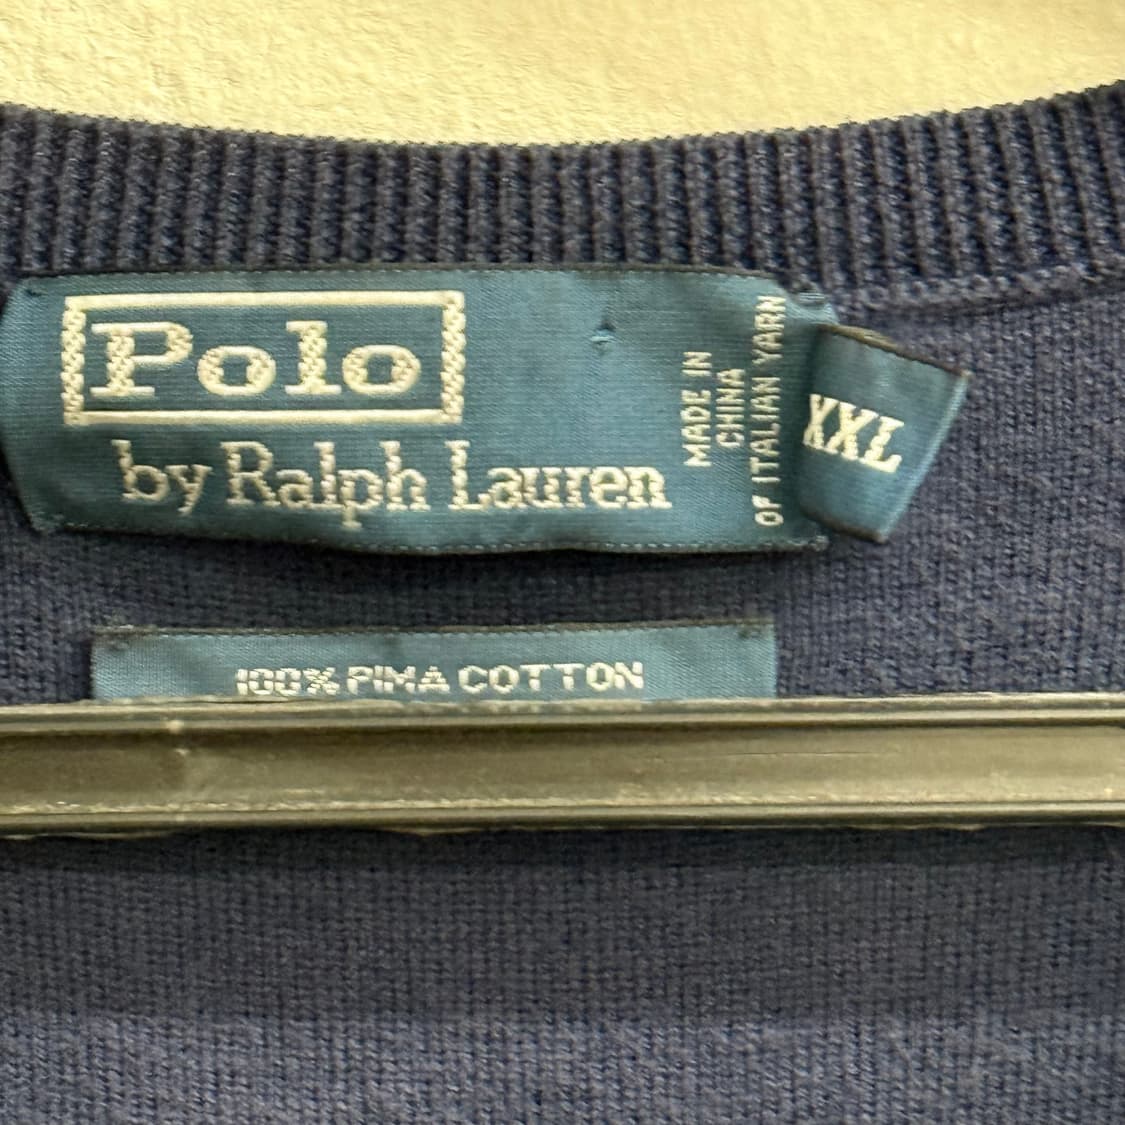 Polo
by Ralph Lauren
MADE IN
CHINA
OF ITALIAN YARN
XXL
100% PIMA COTTON